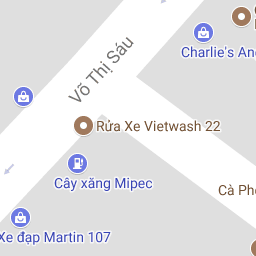 Võ Thị Sáu
Charlie's An
Rửa Xe Vietwash 22
Cây xăng Mipec
Cà Ph
Xe đạp Martin 107